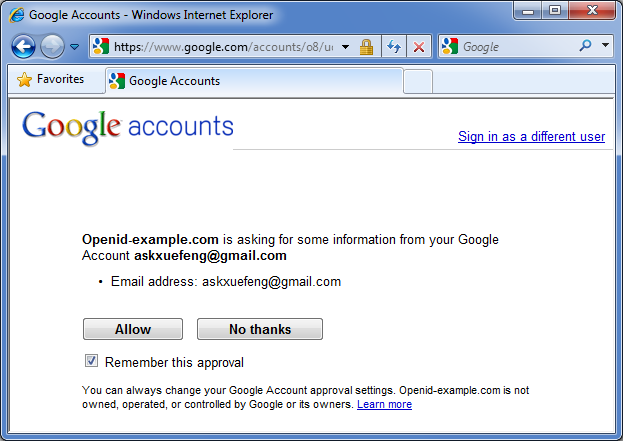 Google Accounts - Windows Internet Explorer
https://www.google.com/accounts/o8/u
Google
Favorites
Google Accounts
Google accounts
Sign in as a different user
Openid-example.com is asking for some information from your Google
Account askxuefeng@gmail.com
• Email address: askxuefeng@gmail.com
Allow
No thanks
Remember this approval
You can always change your Google Account approval settings. Openid-example.com is not
owned, operated, or controlled by Google or its owners. Learn more